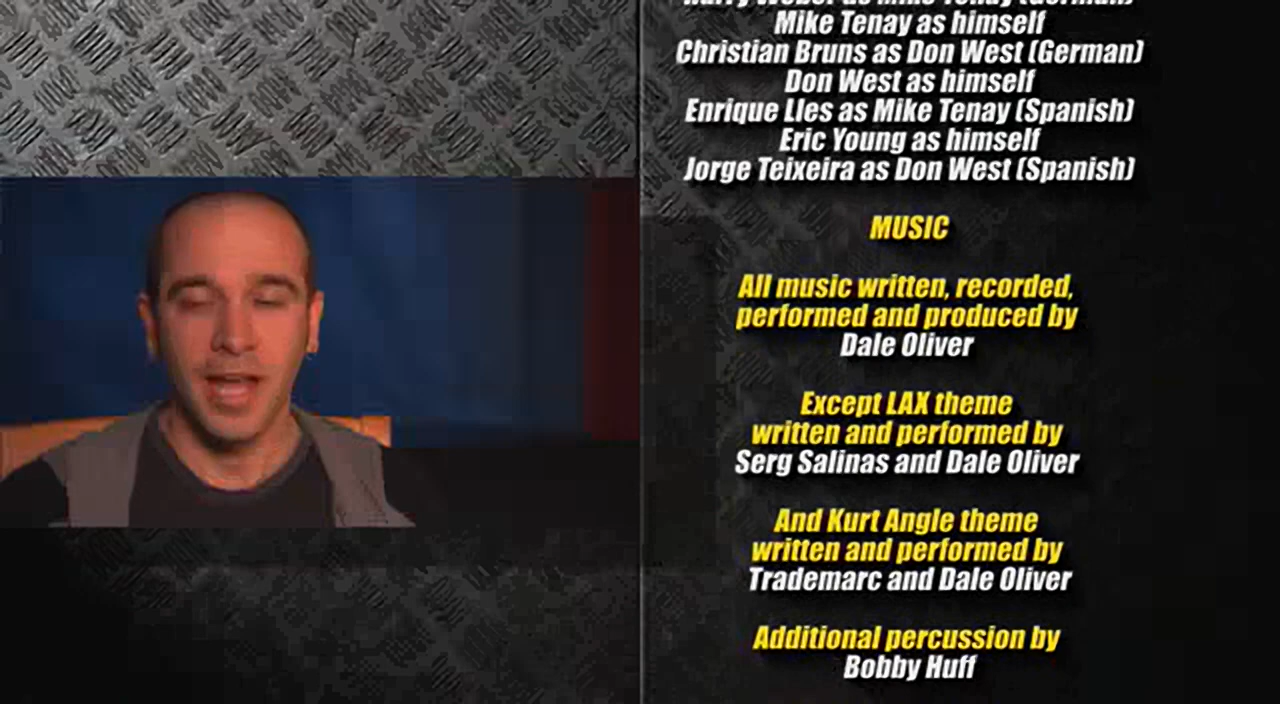 Mike Tenay as himself
Christian Bruns as Don West (German)
Don West as himself
Enrique Lles as Mike Tenay (Spanish)
Eric Young as himself
Jorge Teixeira as Don West (Spanish)
MUSIC
All music written, recorded,
performed and produced by
Dale Oliver
Except LAX theme
written and performed by
Serg Salinas and Dale Oliver
And Kurt Angle theme
written and performed by
Trademarc and Dale Oliver
Additional percussion by
Bobby Huff